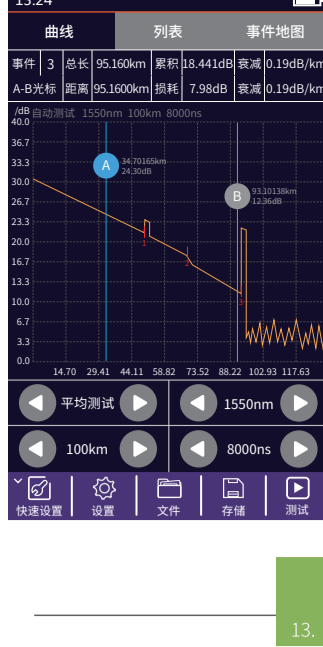 13:24
曲线 列表 事件地图
事件 3 总长 95.160km 累积 18.441dB 衰减 0.19dB/km
A-B光标 距离 95.1600km 损耗 7.98dB 衰减 0.19dB/km
/dB 自动测试 1550nm 100km 8000ns
40.0
36.7
33.3
30.0
26.7
23.3
20.0
16.7
13.3
10.0
6.7
3.3
0.0
A 34.70165km
24.30dB
B 93.10138km
12.36dB
1
2
3
14.70 29.41 44.11 58.82 73.52 88.22 102.93 117.63
平均测试 1550nm
100km 8000ns
快速设置 设置 文件 存储 测试
13.